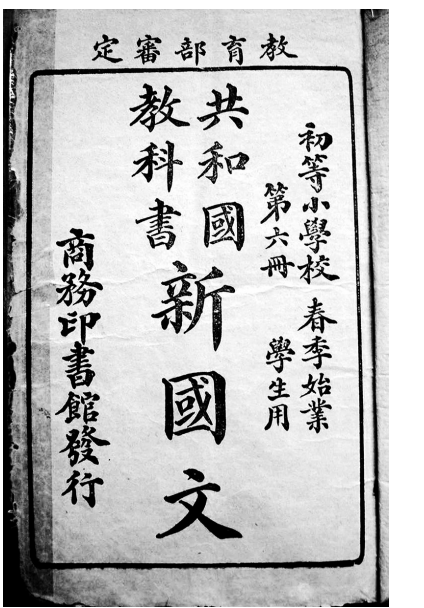 教育部審定
初等小學校 春季始業
第六冊 學生用
共和國
教科書
新國文
商務印書館發行